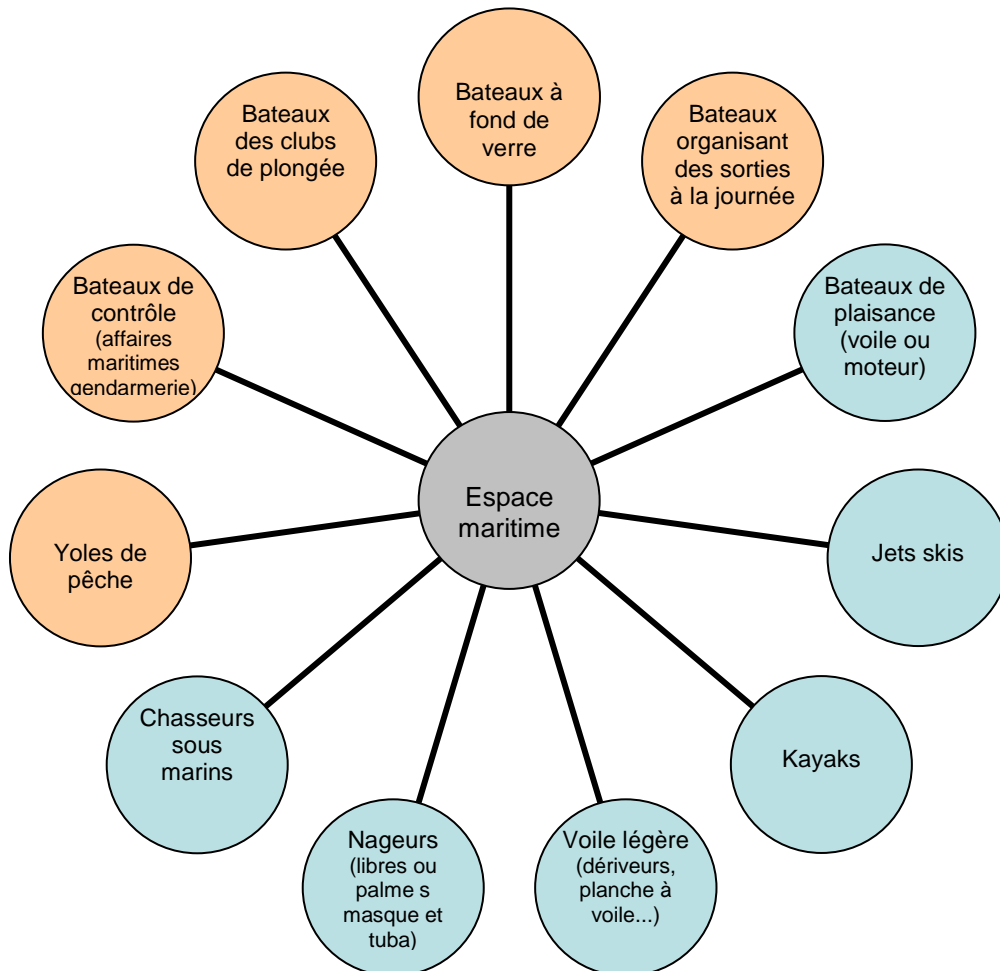 Bateaux à
fond de
verre
Bateaux
des clubs
de plongée
Bateaux
organisant
des sorties
à la journée
Bateaux de
contrôle
(affaires
maritimes
gendarmerie)
Bateaux de
plaisance
(voile ou
moteur)
Espace
maritime
Yoles de
pêche
Jets skis
Chasseurs
sous
marins
Kayaks
Nageurs
(libres ou
palme s
masque et
tuba)
Voile légère
(dériveurs,
planche à
voile...)